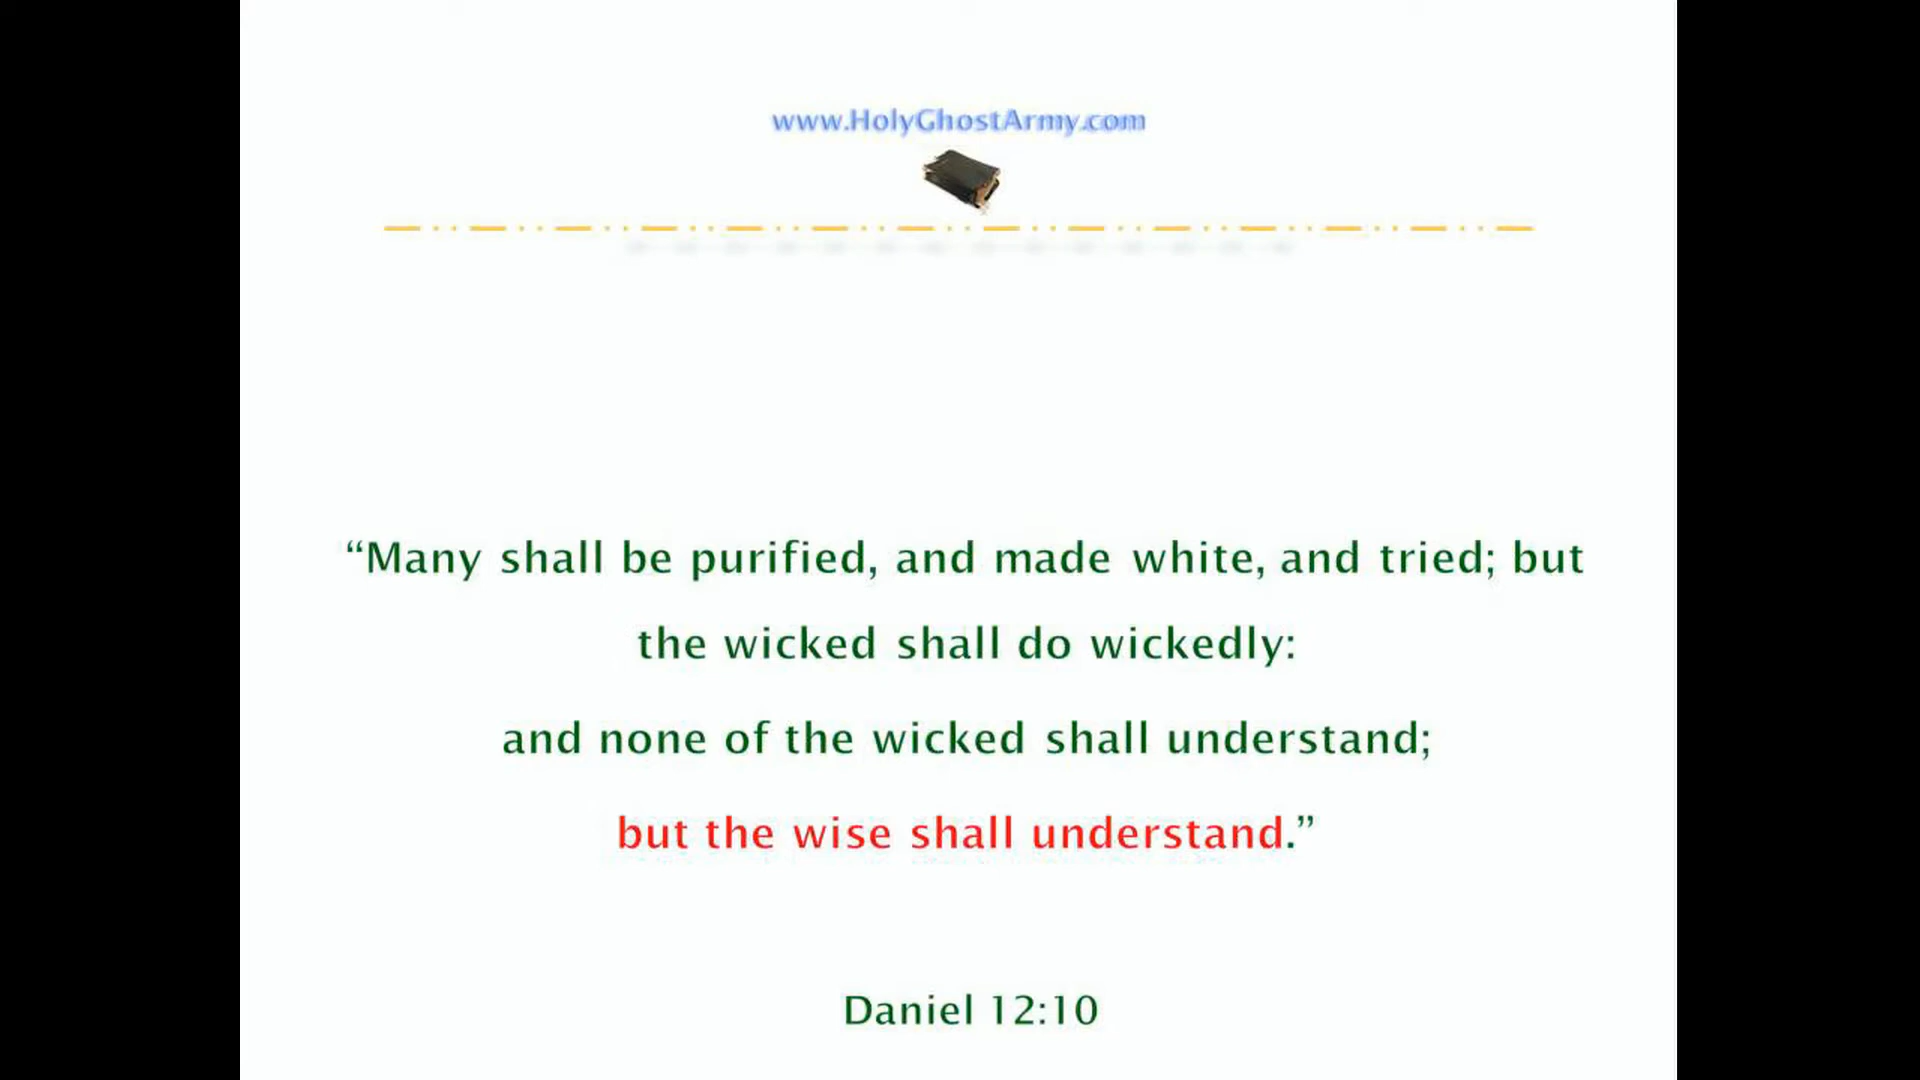 www.HolyGhostArmy.com
“Many shall be purified, and made white, and tried; but
the wicked shall do wickedly:
and none of the wicked shall understand;
but the wise shall understand.”
Daniel 12:10